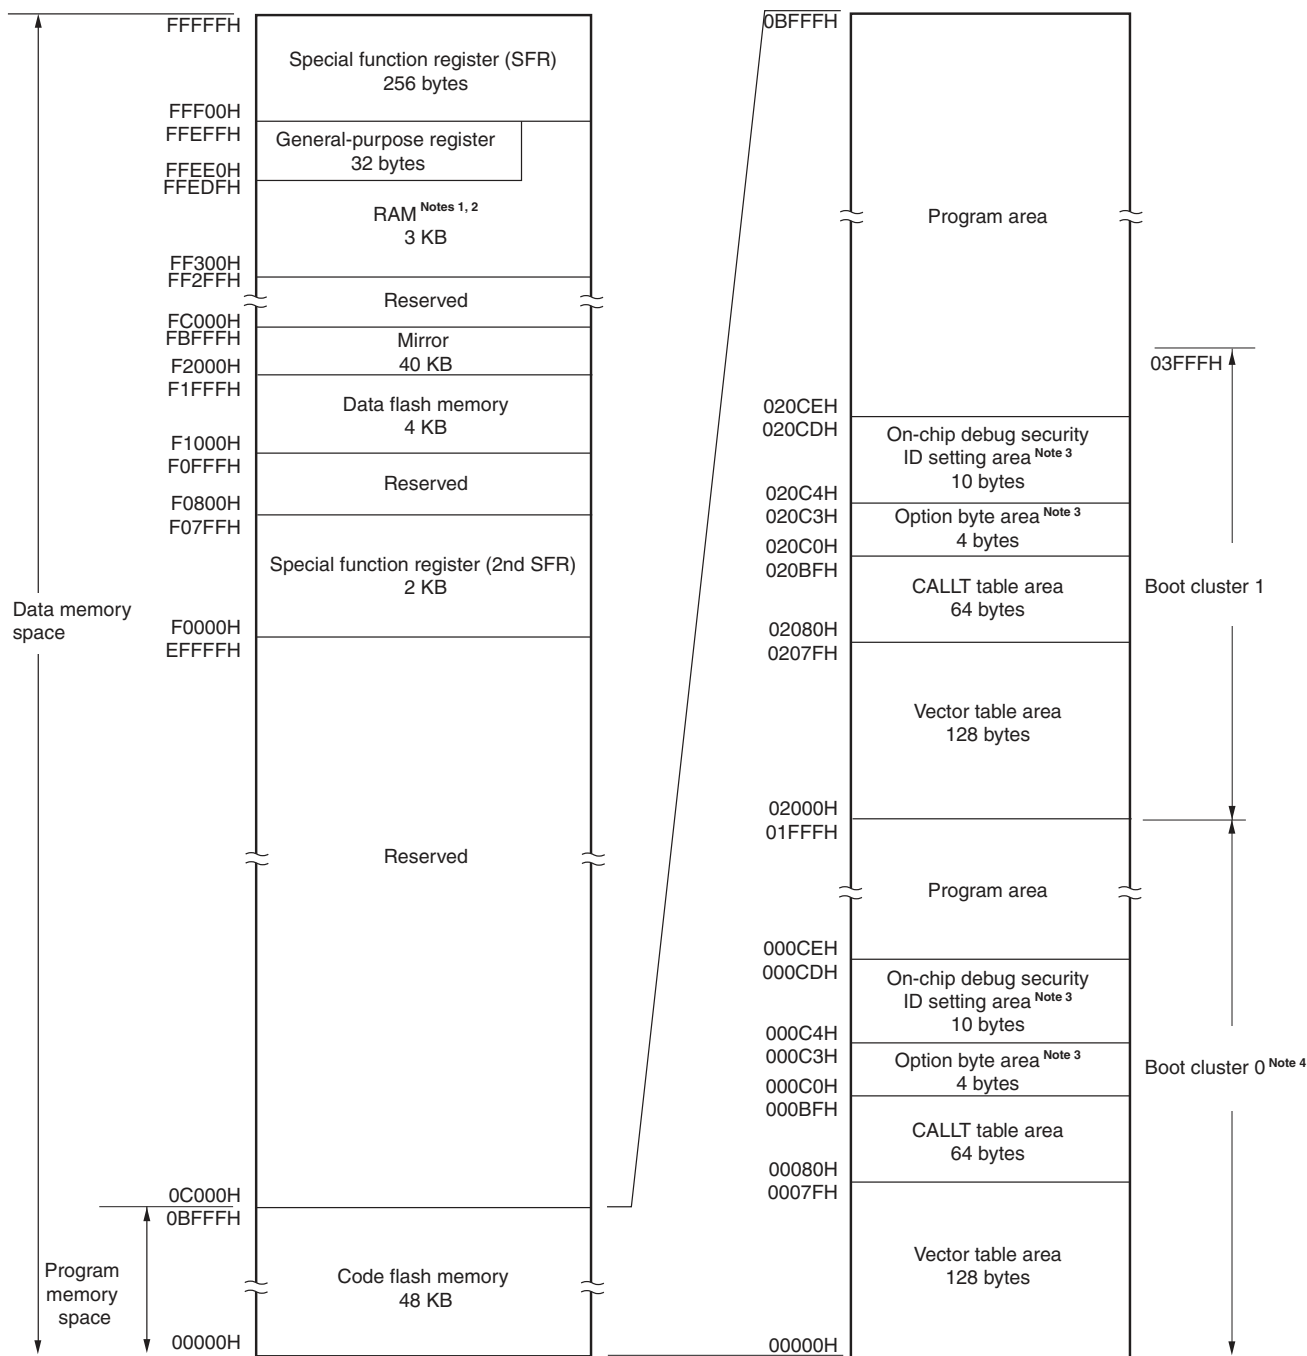 FFFFFH
Special function register (SFR)
256 bytes
FFF00H
FFEFFH
General-purpose register
32 bytes
FFEE0H
FFEDFH
RAM Notes 1, 2
3 KB
FF300H
FF2FFH
Reserved
FC000H
FBFFFH
Mirror
40 KB
F2000H
F1FFFH
Data flash memory
4 KB
F1000H
F0FFFH
Reserved
F0800H
F07FFH
Special function register (2nd SFR)
2 KB
Data memory
space
F0000H
EFFFFH
Reserved
0C000H
0BFFFH
Program
memory
space
Code flash memory
48 KB
00000H
0BFFFH
Program area
03FFFH
020CEH
020CDH
On-chip debug security
ID setting area Note 3
10 bytes
020C4H
020C3H
Option byte area Note 3
4 bytes
020C0H
020BFH
CALLT table area
64 bytes
Boot cluster 1
02080H
0207FH
Vector table area
128 bytes
02000H
01FFFH
Program area
000CEH
000CDH
On-chip debug security
ID setting area Note 3
10 bytes
000C4H
000C3H
Option byte area Note 3
4 bytes
Boot cluster 0 Note 4
000C0H
000BFH
CALLT table area
64 bytes
00080H
0007FH
Vector table area
128 bytes
00000H